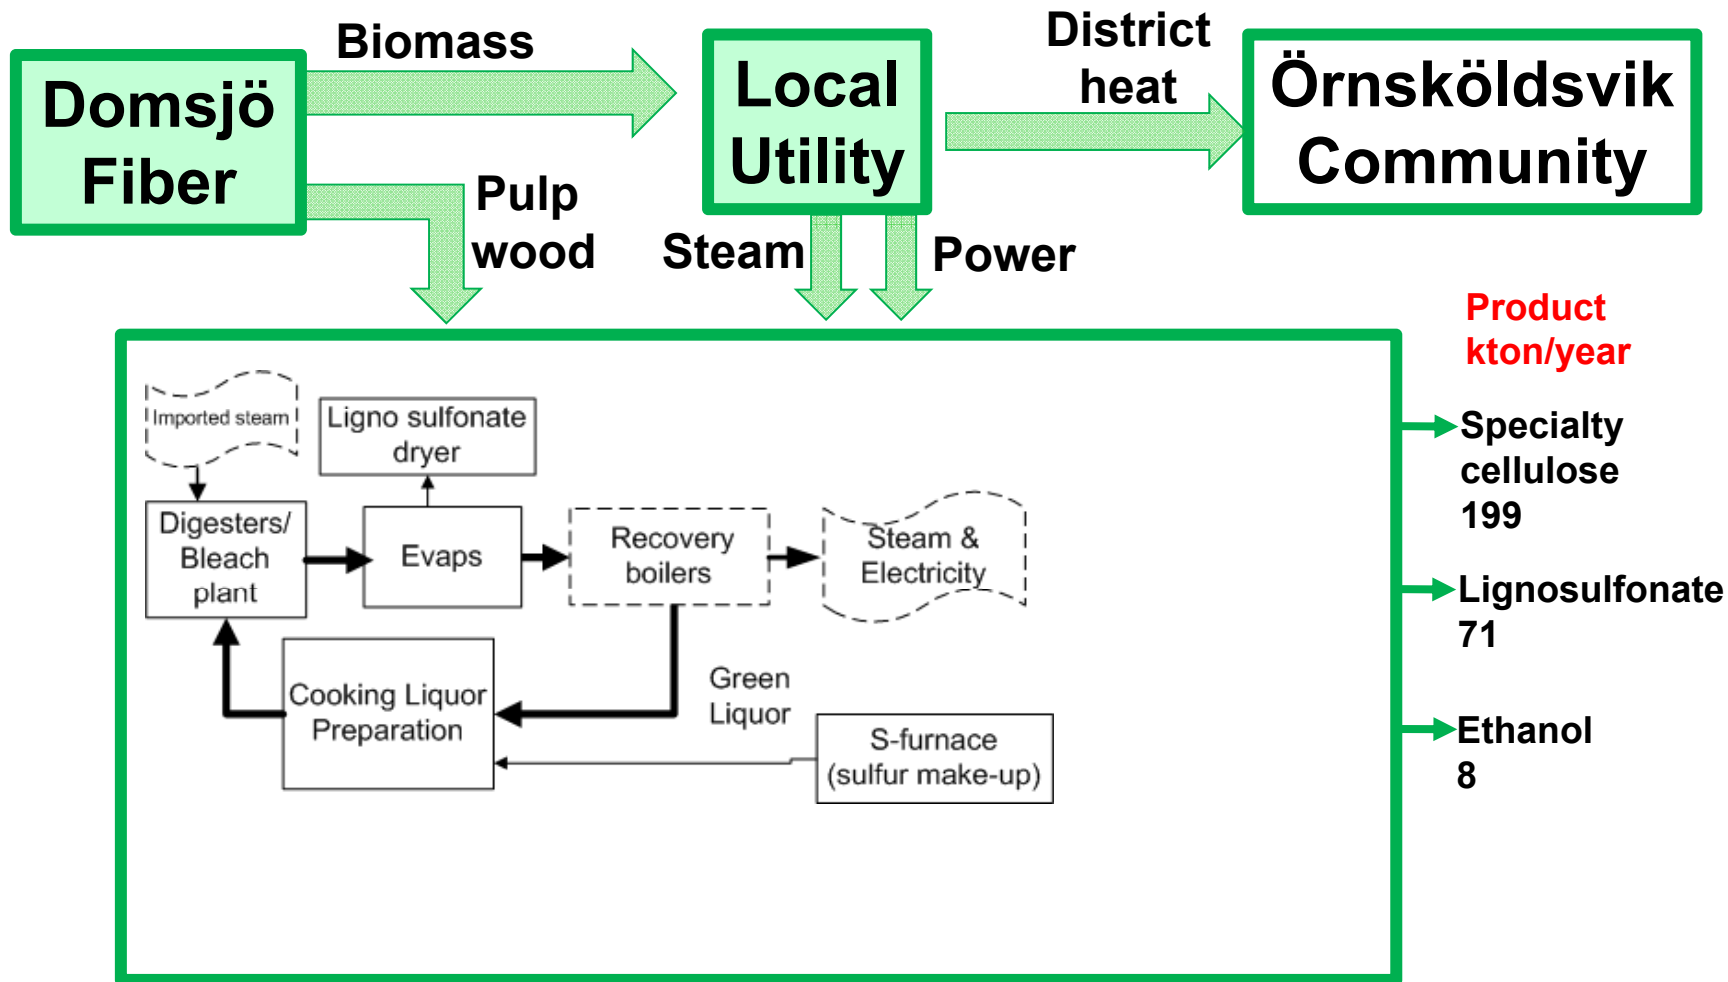 Domsjö
Fiber
Biomass
Local
Utility
District
heat
Örnsköldsvik
Community
Pulp
wood
Steam
Power
Product
kton/year
Imported steam
Ligno sulfonate
dryer
Digesters/
Bleach
plant
Evaps
Recovery
boilers
Steam &
Electricity
Cooking Liquor
Preparation
Green
Liquor
S-furnace
(sulfur make-up)
Specialty
cellulose
199
Lignosulfonate
71
Ethanol
8